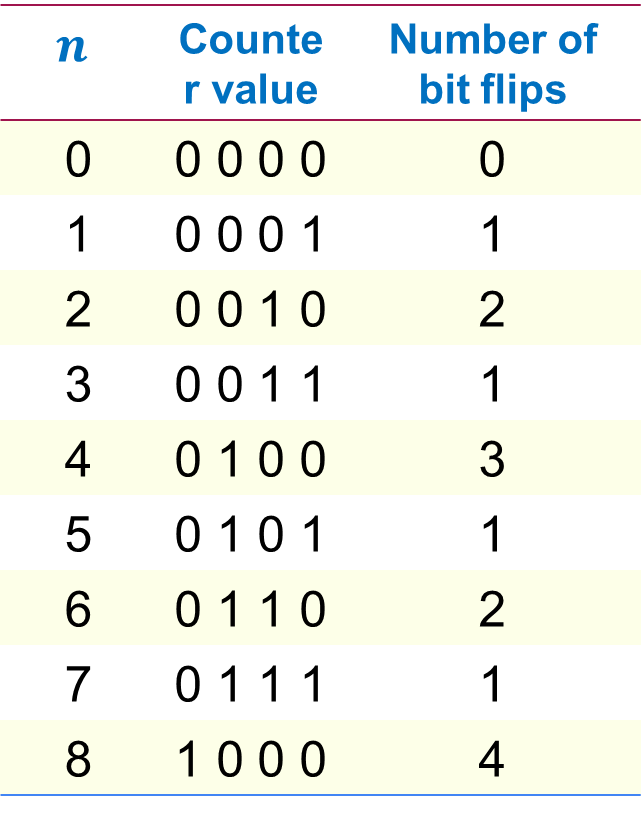 n Counte Number of
r value bit flips
0 0 0 0 0 0
1 0 0 0 1 1
2 0 0 1 0 2
3 0 0 1 1 1
4 0 1 0 0 3
5 0 1 0 1 1
6 0 1 1 0 2
7 0 1 1 1 1
8 1 0 0 0 4